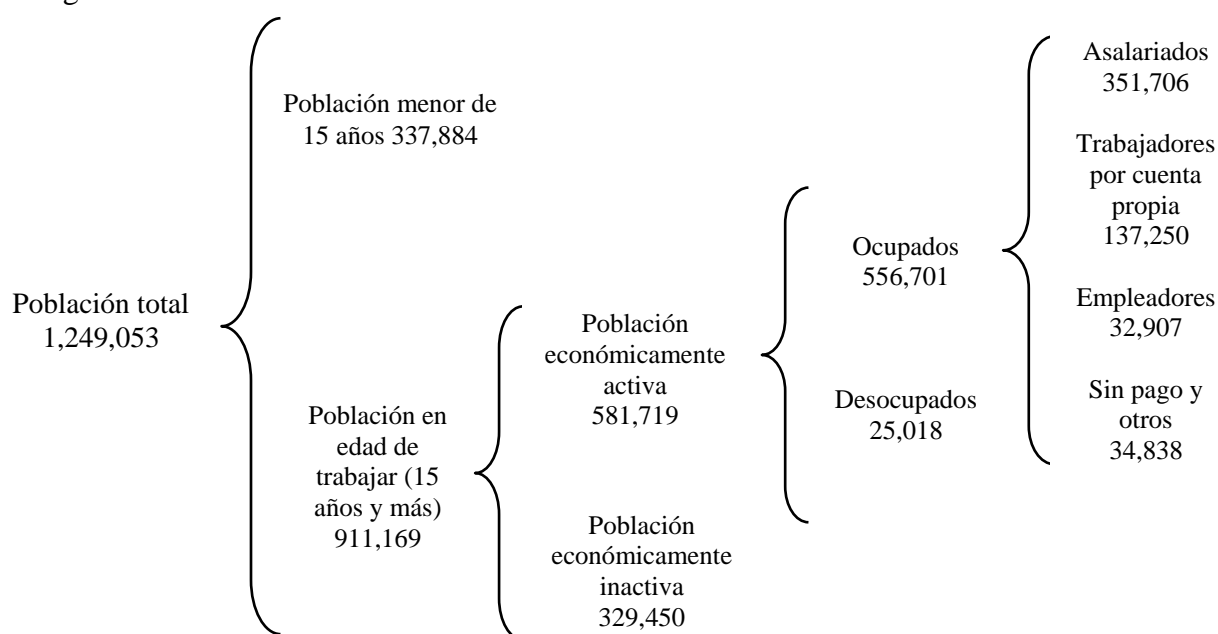 Población total
1,249,053
Población menor de
15 años 337,884
Población en
edad de
trabajar (15
años y más)
911,169
Población
económicamente
activa
581,719
Población
económicamente
inactiva
329,450
Ocupados
556,701
Desocupados
25,018
Asalariados
351,706
Trabajadores
por cuenta
propia
137,250
Empleadores
32,907
Sin pago y
otros
34,838